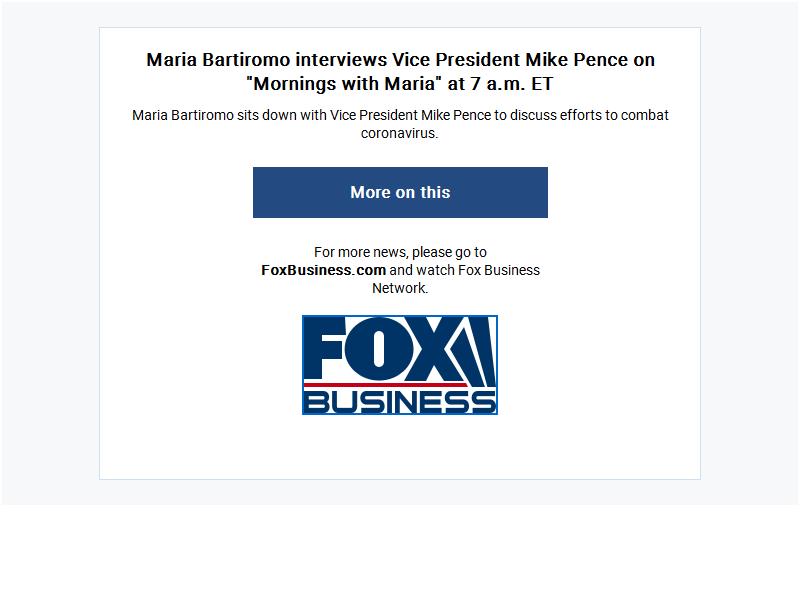 Maria Bartiromo interviews Vice President Mike Pence on
"Mornings with Maria" at 7 a.m. ET
Maria Bartiromo sits down with Vice President Mike Pence to discuss efforts to combat
coronavirus.
More on this
For more news, please go to
FoxBusiness.com and watch Fox Business
Network.
FOX
BUSINESS